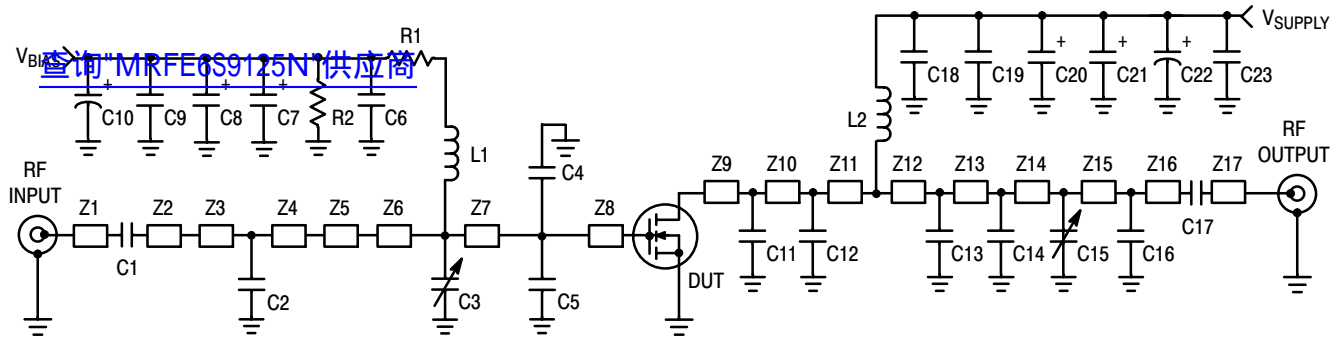 VSUPPLY
R1
VBIAS
查询"MRFE6S9125N"供应商
C18 C19 C20 C21 C22 C23
+ + +
+ + +
C10 C9 C8 C7 R2 C6
L2
L1
C4
RF INPUT
RF OUTPUT
Z9 Z10 Z11 Z12 Z13 Z14 Z15 Z16 Z17
Z1 Z2 Z3 Z4 Z5 Z6 Z7 Z8
C17
C1
C11 C12 C13 C14 C15 C16
DUT
C2 C3 C5